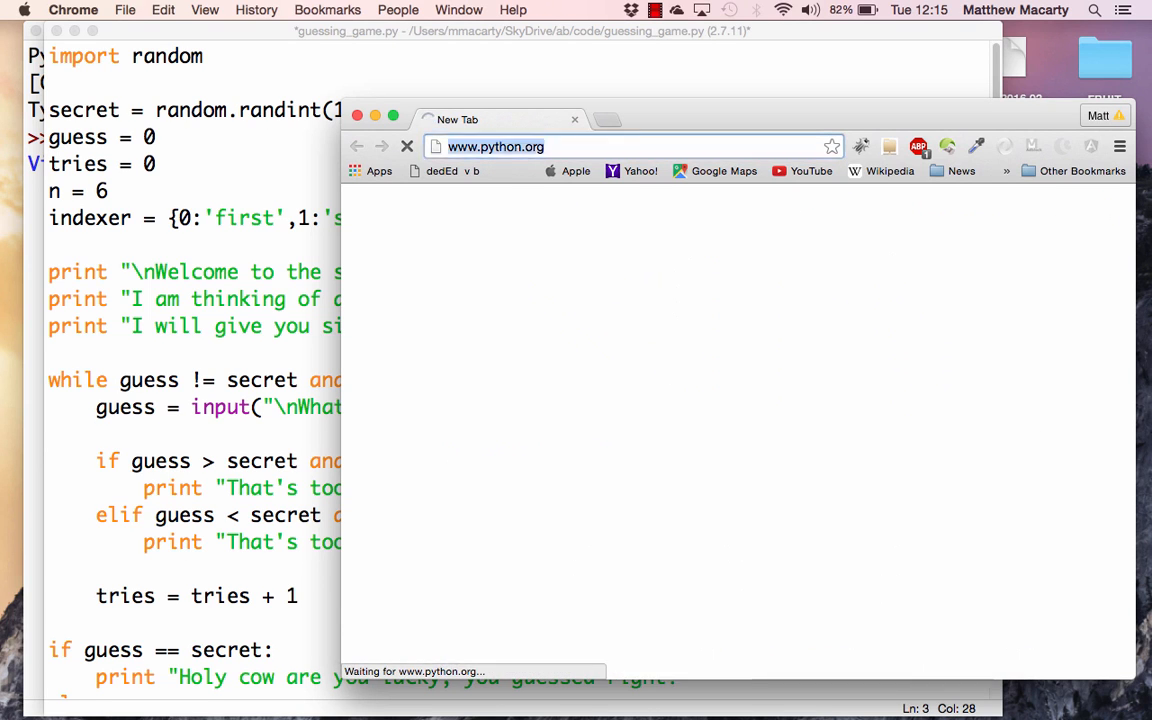 Chrome File Edit View History Bookmarks People Window Help 82% Tue 12:15 Matthew Macarty
*guessing_game.py - /Users/mmacarty/SkyDrive/ab/code/guessing_game.py (2.7.11)*
import random
secret = random.randint(1
guess = 0
tries = 0
n = 6
indexer = {0:'first',1:'s
print "\nWelcome to the s
print "I am thinking of a
print "I will give you si
while guess != secret and
guess = input("\nWhat
if guess > secret and
print "That's too
elif guess < secret a
print "That's too
tries = tries + 1
if guess == secret:
print "Holy cow are you lucky, you guessed right!
Ln: 3 Col: 28
New Tab
Matt
www.python.org
ABP 1
Apps dedEd v b Apple Yahoo! Google Maps YouTube W Wikipedia News » Other Bookmarks
Waiting for www.python.org...
Py
[
Ty
>>